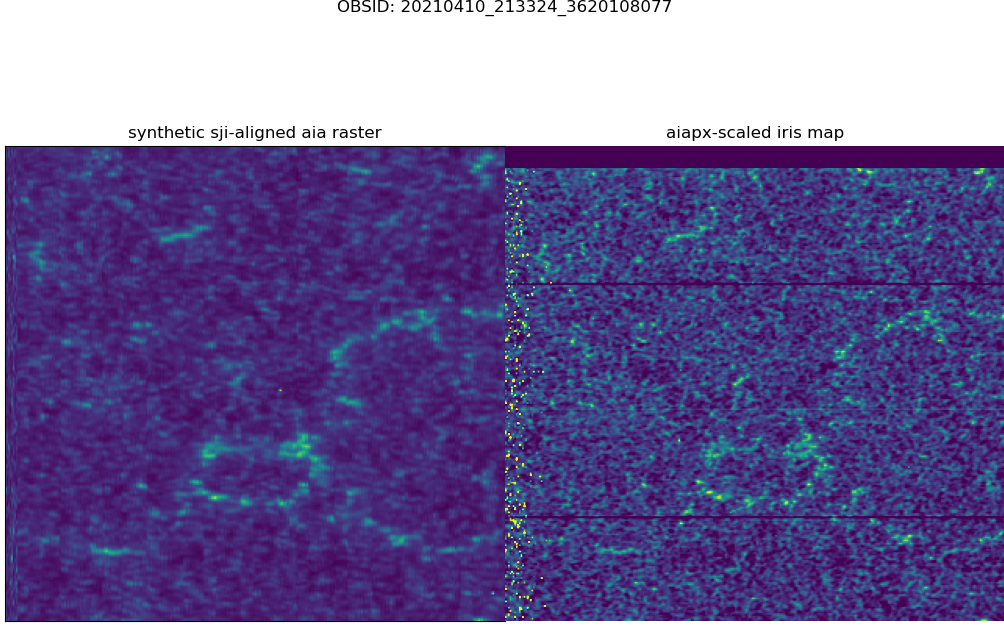 OBSID: 20210410_213324_3620108077
synthetic sji-aligned aia raster
aiapx-scaled iris map